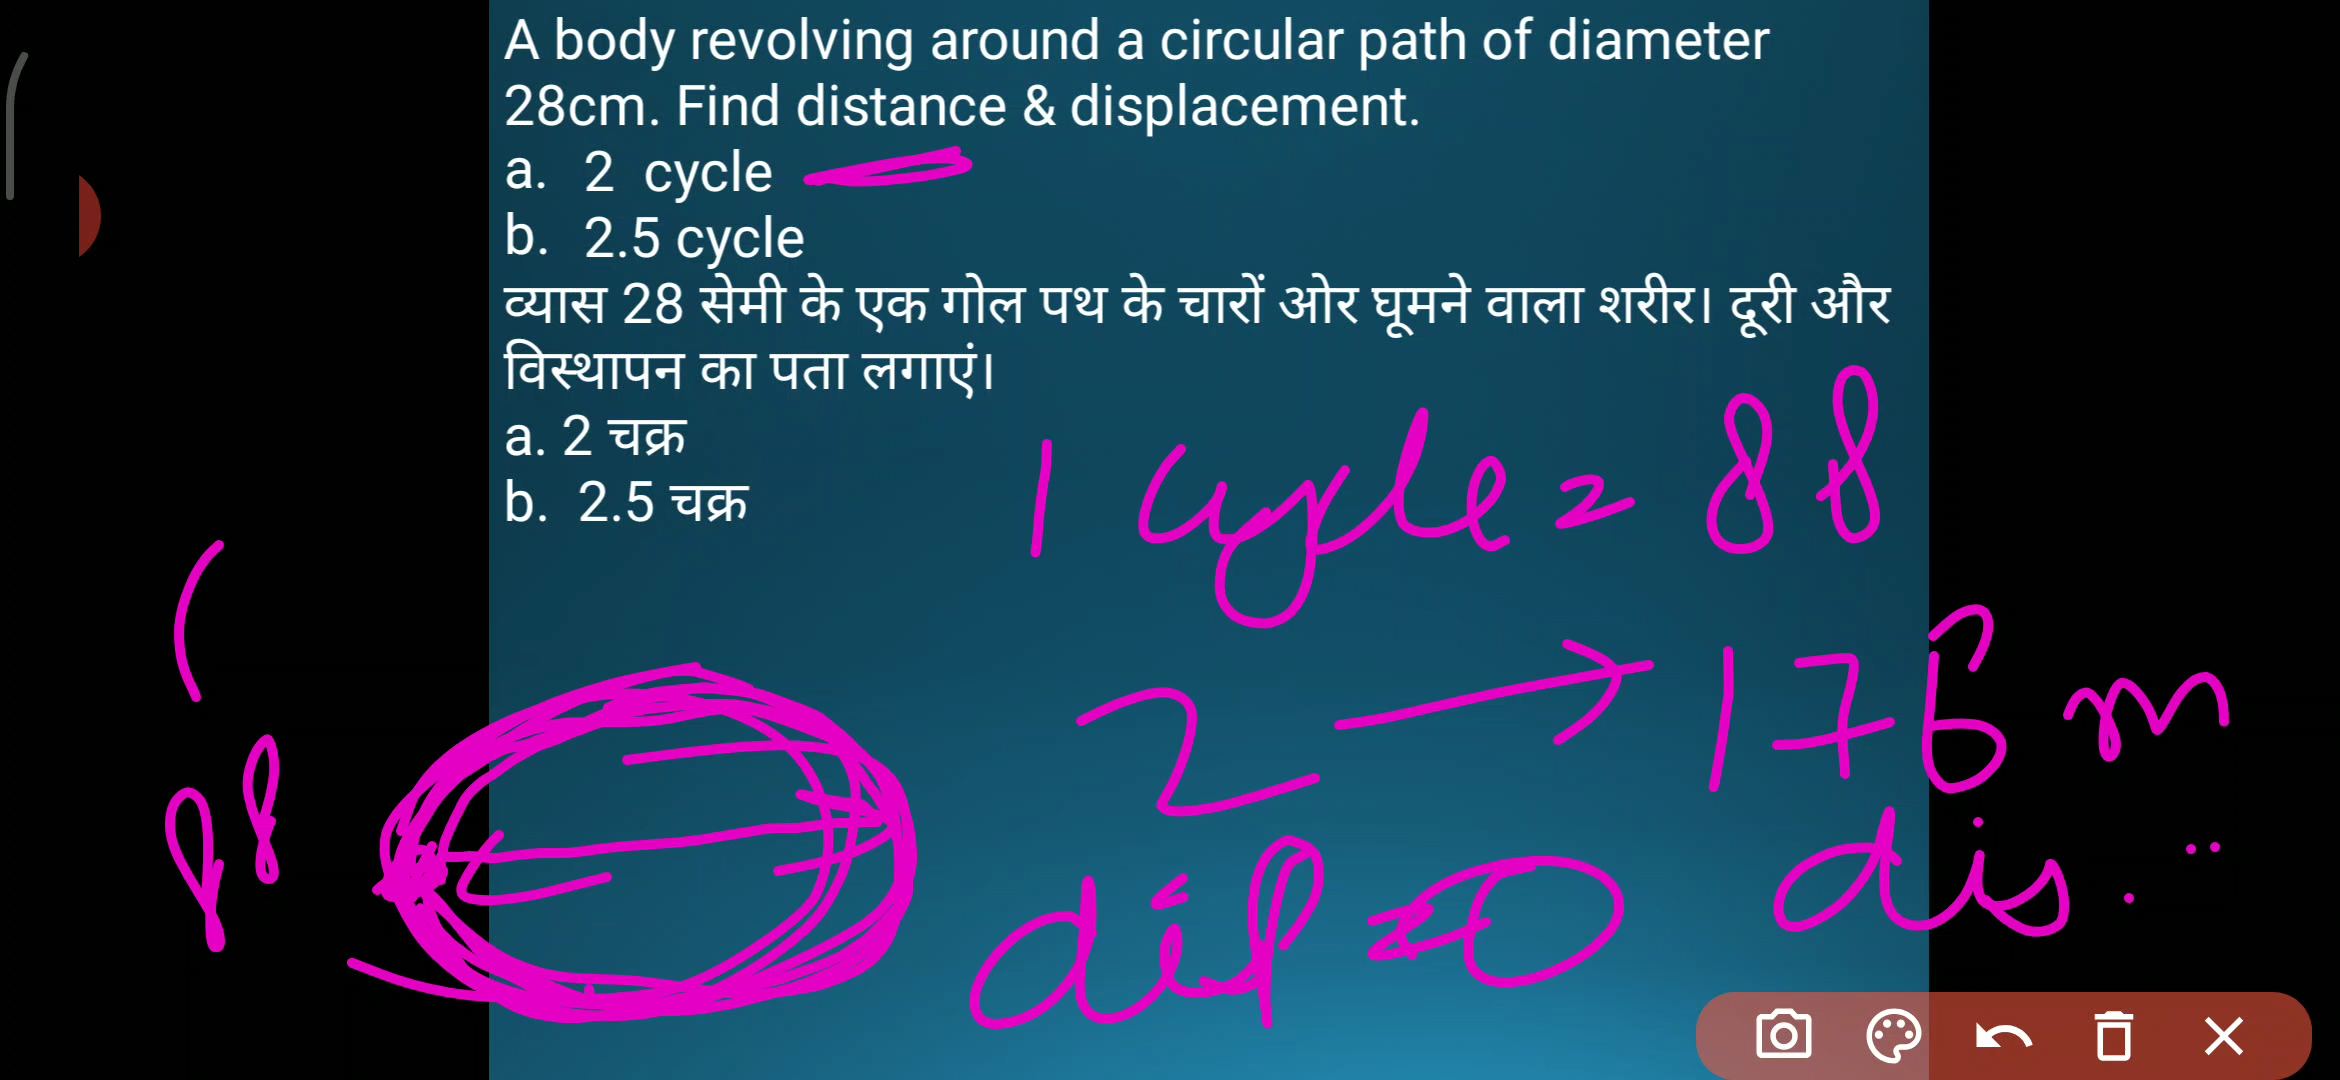 A body revolving around a circular path of diameter
28cm. Find distance & displacement.
a. 2 cycle
b. 2.5 cycle
व्यास 28 सेमी के एक गोल पथ के चारों ओर घूमने वाला शरीर। दूरी और
विस्थापन का पता लगाएं।
a. 2 चक्र
b. 2.5 चक्र
1 cycle = 88
2 → 176 m
88
dis.
disp = 0